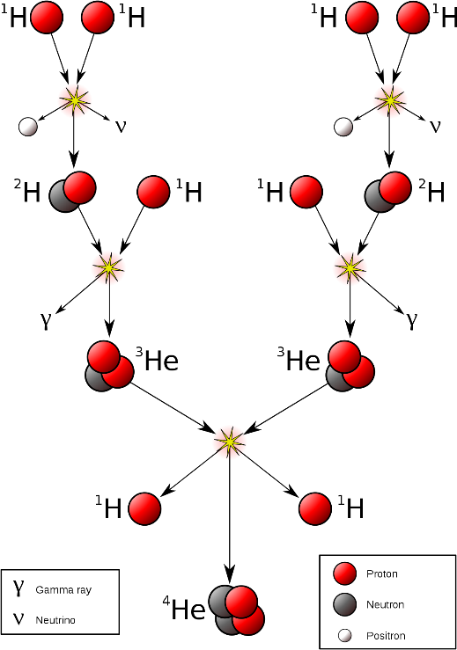 ¹H ¹H ¹H ¹H
ν ν
²H ¹H ¹H ²H
γ γ
³He ³He
¹H ¹H
⁴He
γ Gamma ray
ν Neutrino
Proton
Neutron
Positron